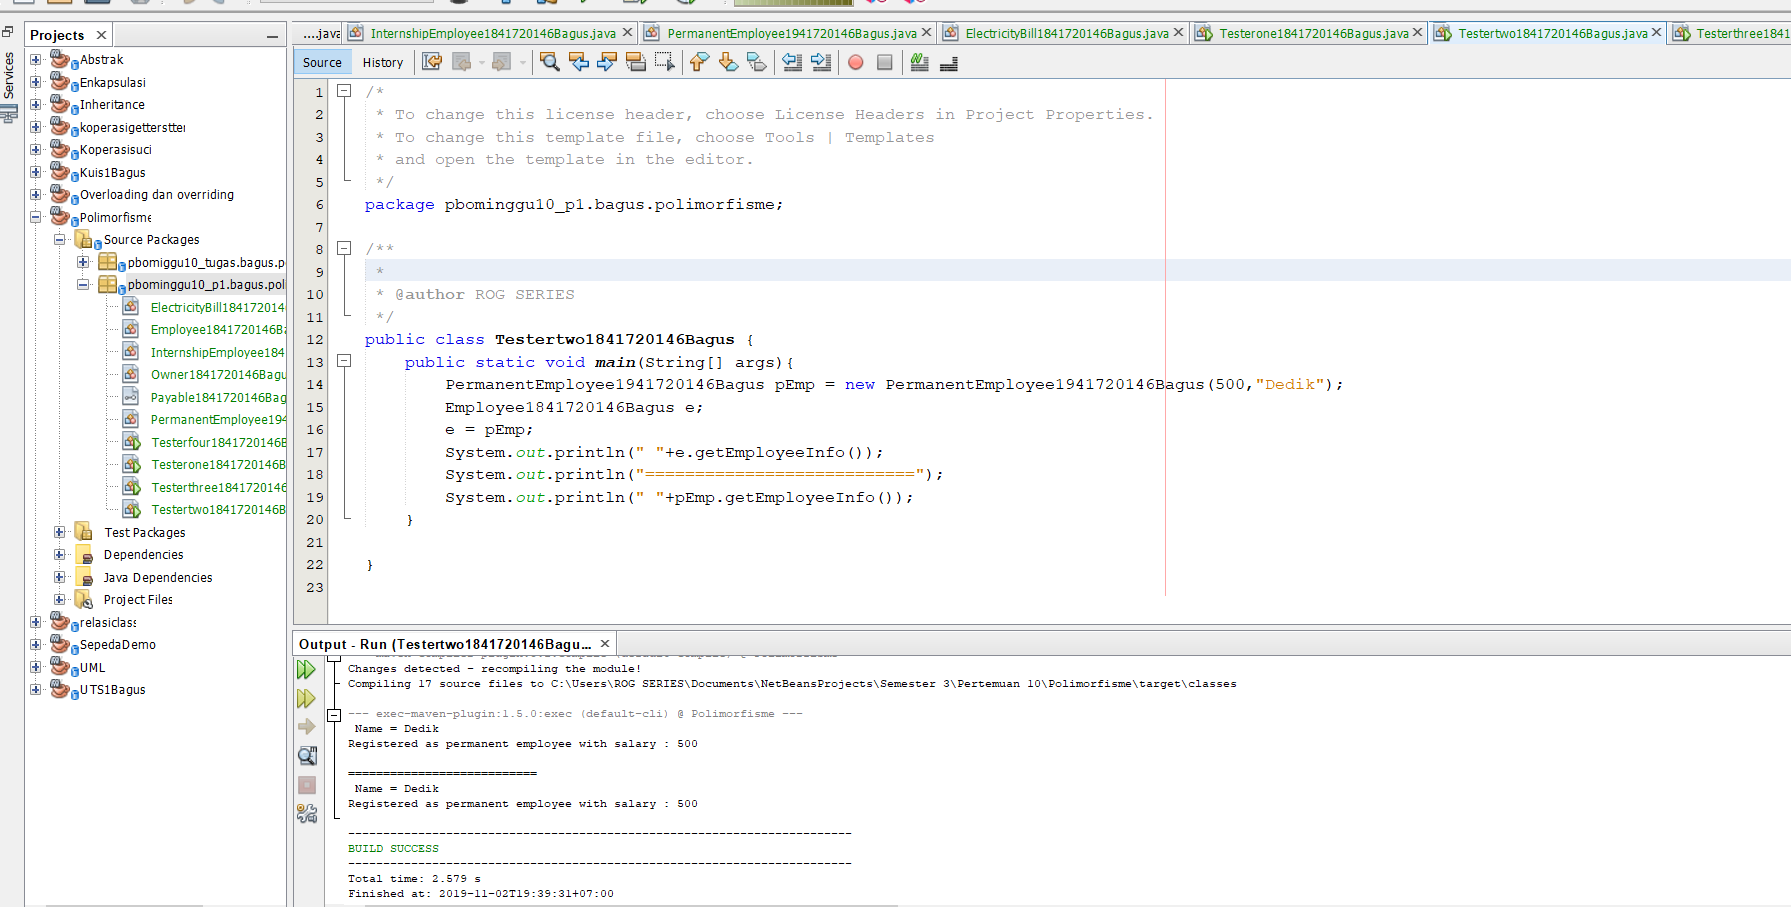 Services
Projects
Abstrak
Enkapsulasi
Inheritance
koperasigetterstter
Koperasisuci
Kuis1Bagus
Overloading dan overriding
Polimorfisme
Source Packages
pbomiggu10_tugas.bagus.p
pbominggu10_p1.bagus.pol
ElectricityBill18417201
Employee1841720146B
InternshipEmployee184
Owner1841720146Bagu
Payable1841720146Bag
PermanentEmployee194
Testerfour1841720146B
Testerone1841720146B
Testerthree1841720146
Testertwo1841720146B
Test Packages
Dependencies
Java Dependencies
Project Files
relasiclass
SepedaDemo
UML
UTS1Bagus
....java InternshipEmployee1841720146Bagus.java PermanentEmployee1941720146Bagus.java ElectricityBill1841720146Bagus.java Testerone1841720146Bagus.java Testertwo1841720146Bagus.java Testerthree1841
Source History
1 /*
2 * To change this license header, choose License Headers in Project Properties.
3 * To change this template file, choose Tools | Templates
4 * and open the template in the editor.
5 */
6 package pbominggu10_p1.bagus.polimorfisme;
7
8 /**
9 *
10 * @author ROG SERIES
11 */
12 public class Testertwo1841720146Bagus {
13 public static void main(String[] args){
14 PermanentEmployee1941720146Bagus pEmp = new PermanentEmployee1941720146Bagus(500,"Dedik");
15 Employee1841720146Bagus e;
16 e = pEmp;
17 System.out.println(" "+e.getEmployeeInfo());
18 System.out.println("===========================");
19 System.out.println(" "+pEmp.getEmployeeInfo());
20 }
21
22 }
23
Output - Run (Testertwo1841720146Bagu...
Changes detected - recompiling the module!
Compiling 17 source files to C:\Users\ROG SERIES\Documents\NetBeansProjects\Semester 3\Pertemuan 10\Polimorfisme\target\classes
--- exec-maven-plugin:1.5.0:exec (default-cli) @ Polimorfisme ---
Name = Dedik
Registered as permanent employee with salary : 500
===========================
Name = Dedik
Registered as permanent employee with salary : 500
------------------------------------------------------------------------
BUILD SUCCESS
------------------------------------------------------------------------
Total time: 2.579 s
Finished at: 2019-11-02T19:39:31+07:00